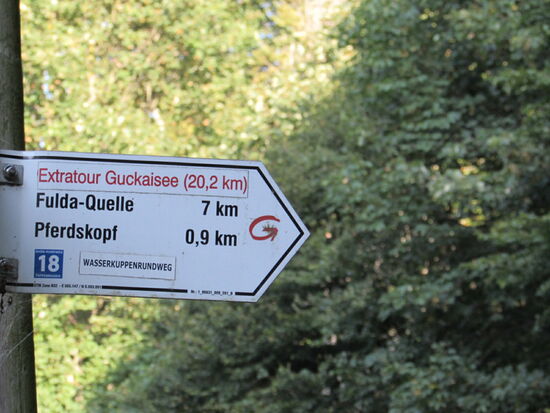 Extratour Guckaisee (20,2 km)
Fulda-Quelle 7 km
Pferdskopf 0,9 km
18
WASSERKUPPENRUNDWEG